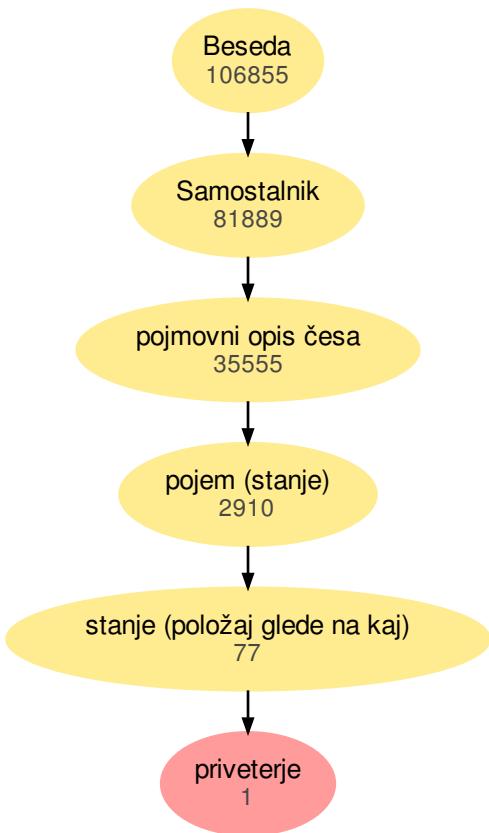 Beseda
106855
Samostalnik
81889
pojmovni opis česa
35555
pojem (stanje)
2910
stanje (položaj glede na kaj)
77
priveterje
1